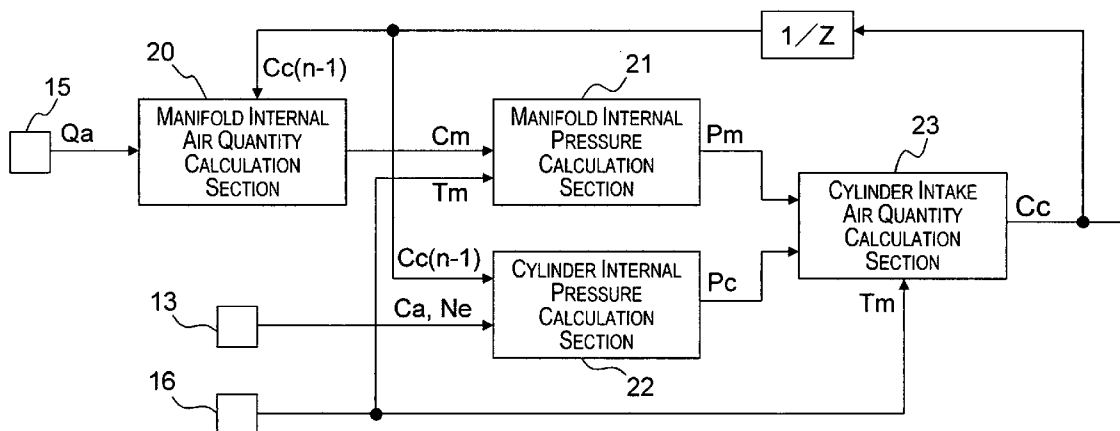 1/Z
20
21
Cc(n-1)
15
23
Qa
MANIFOLD INTERNAL
AIR QUANTITY
CALCULATION
SECTION
Cm
Tm
MANIFOLD INTERNAL
PRESSURE
CALCULATION
SECTION
Pm
CYLINDER INTAKE
AIR QUANTITY
CALCULATION
SECTION
Cc
Cc(n-1)
13
Ca, Ne
CYLINDER INTERNAL
PRESSURE
CALCULATION
SECTION
Pc
Tm
22
16